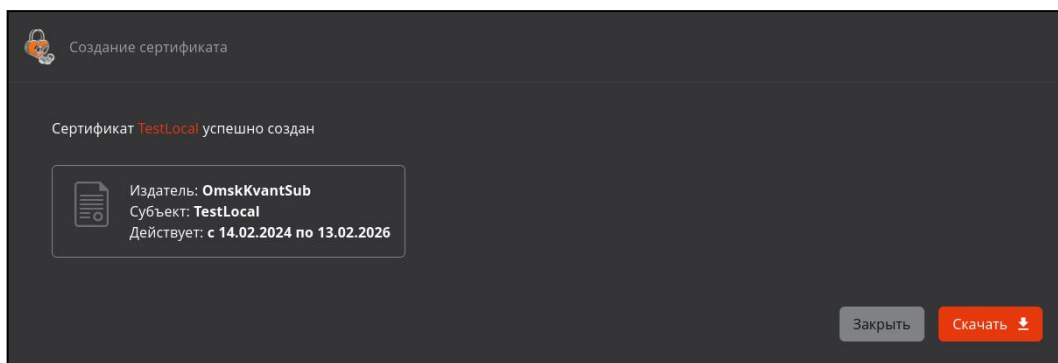 Создание сертификата
Сертификат TestLocal успешно создан
Издатель: OmskKvantSub
Субъект: TestLocal
Действует: с 14.02.2024 по 13.02.2026
Закрыть
Скачать